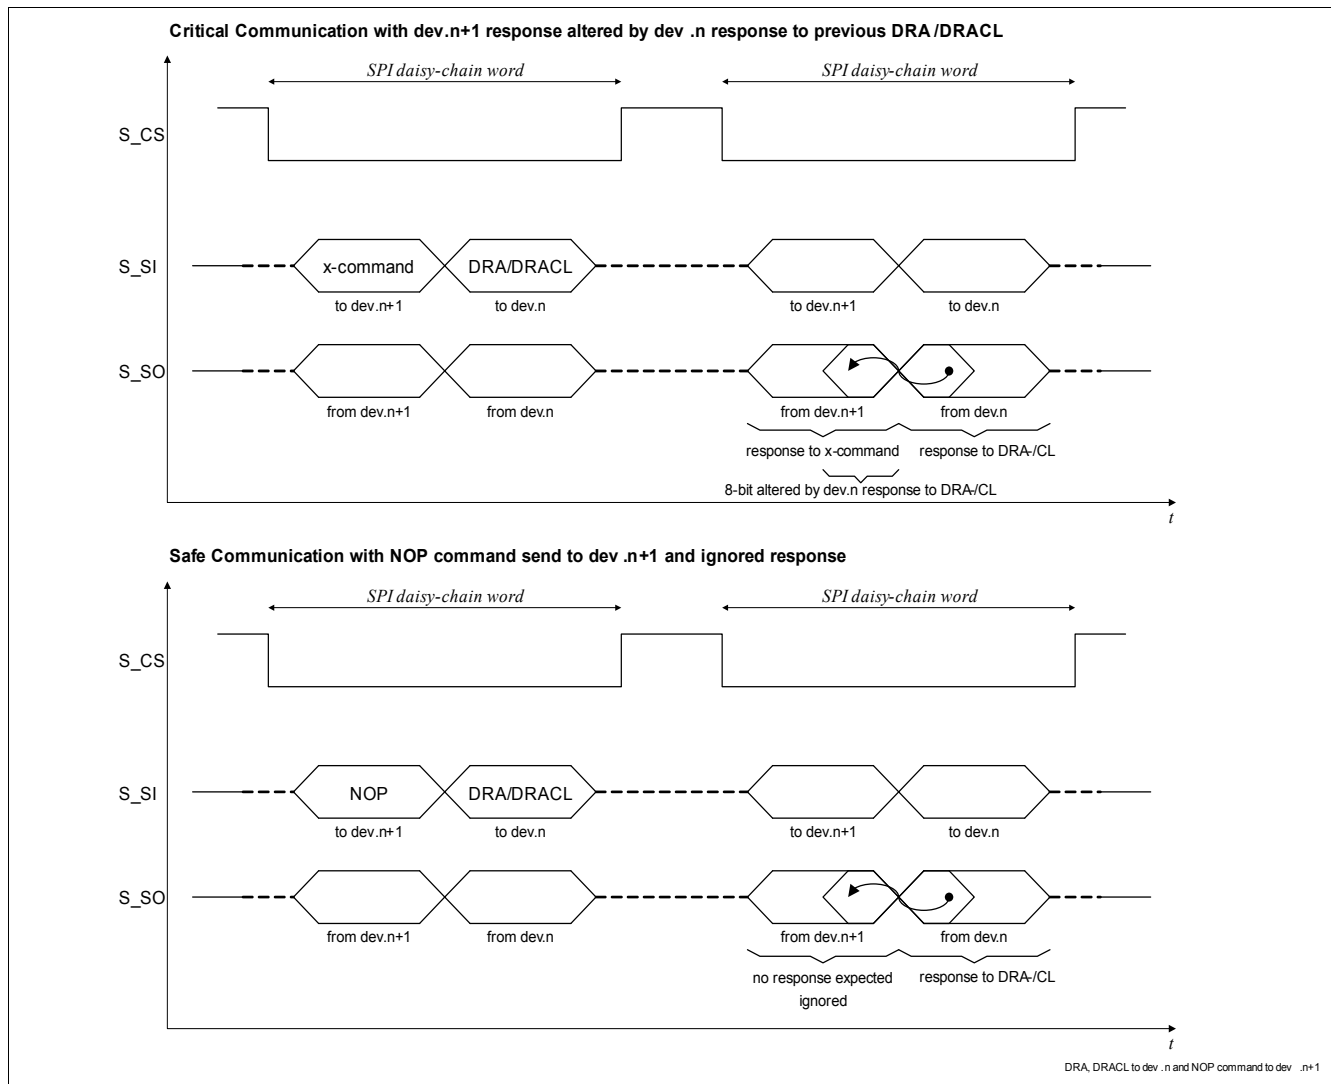 Critical Communication with dev.n+1 response altered by dev .n response to previous DRA/DRACL
SPI daisy-chain word SPI daisy-chain word
S_CS
S_SI x-command DRA/DRACL
to dev.n+1 to dev.n to dev.n+1 to dev.n
S_SO
from dev.n+1 from dev.n from dev.n+1 from dev.n
response to x-command response to DRA-/CL
8-bit altered by dev.n response to DRA-/CL
t
Safe Communication with NOP command send to dev .n+1 and ignored response
SPI daisy-chain word SPI daisy-chain word
S_CS
S_SI NOP DRA/DRACL
to dev.n+1 to dev.n to dev.n+1 to dev.n
S_SO
from dev.n+1 from dev.n from dev.n+1 from dev.n
no response expected response to DRA-/CL
ignored
t
DRA, DRACL to dev .n and NOP command to dev .n+1